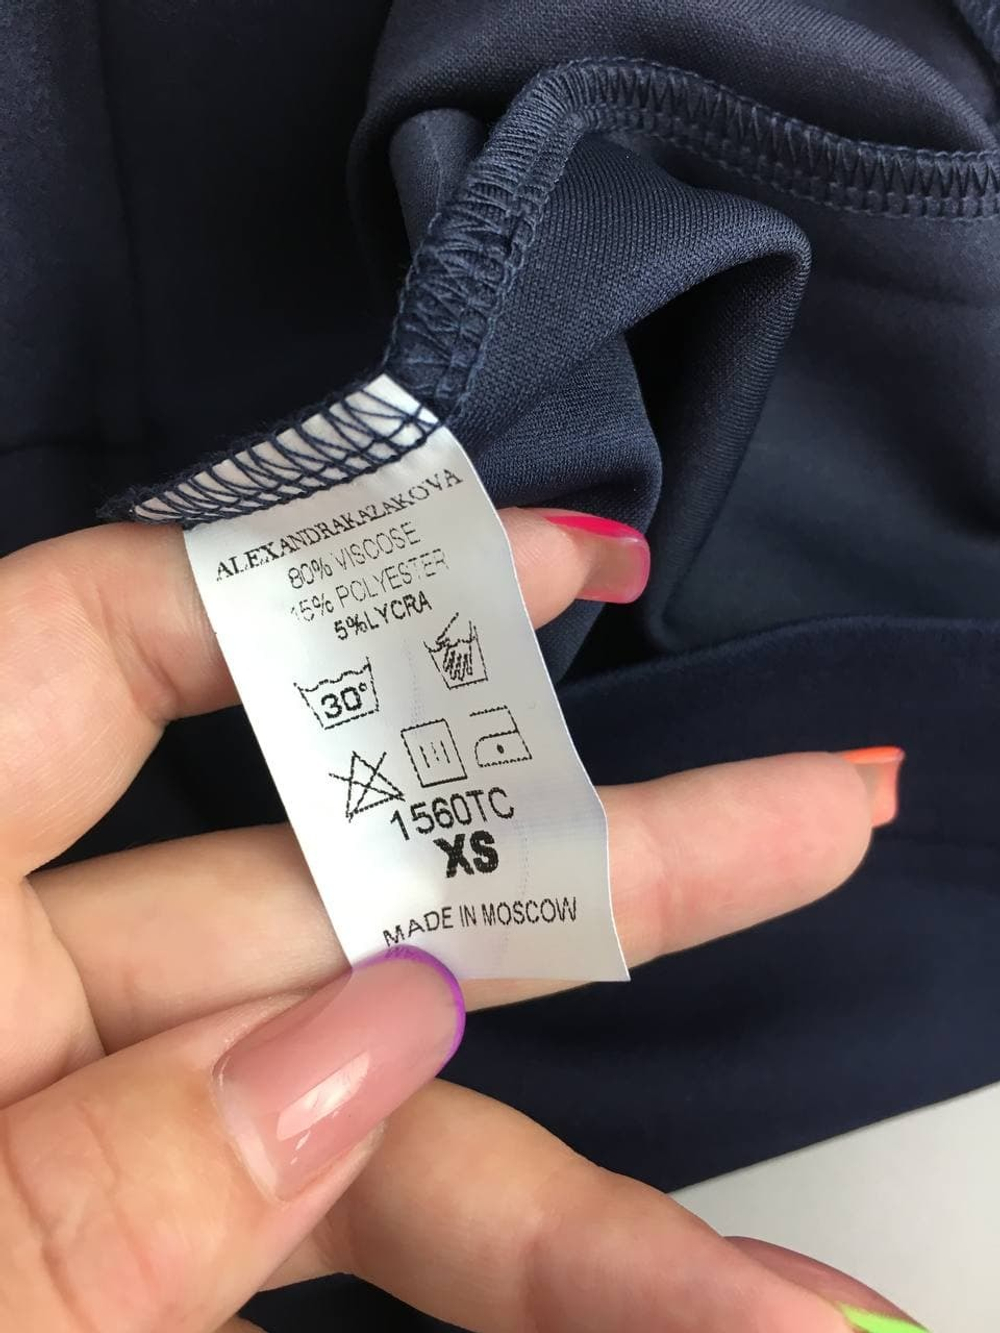 ALEXANDRAKAZAKOVA
80% VISCOSE
15% POLYESTER
5%LYCRA
30°
1560TC
XS
MADE IN MOSCOW